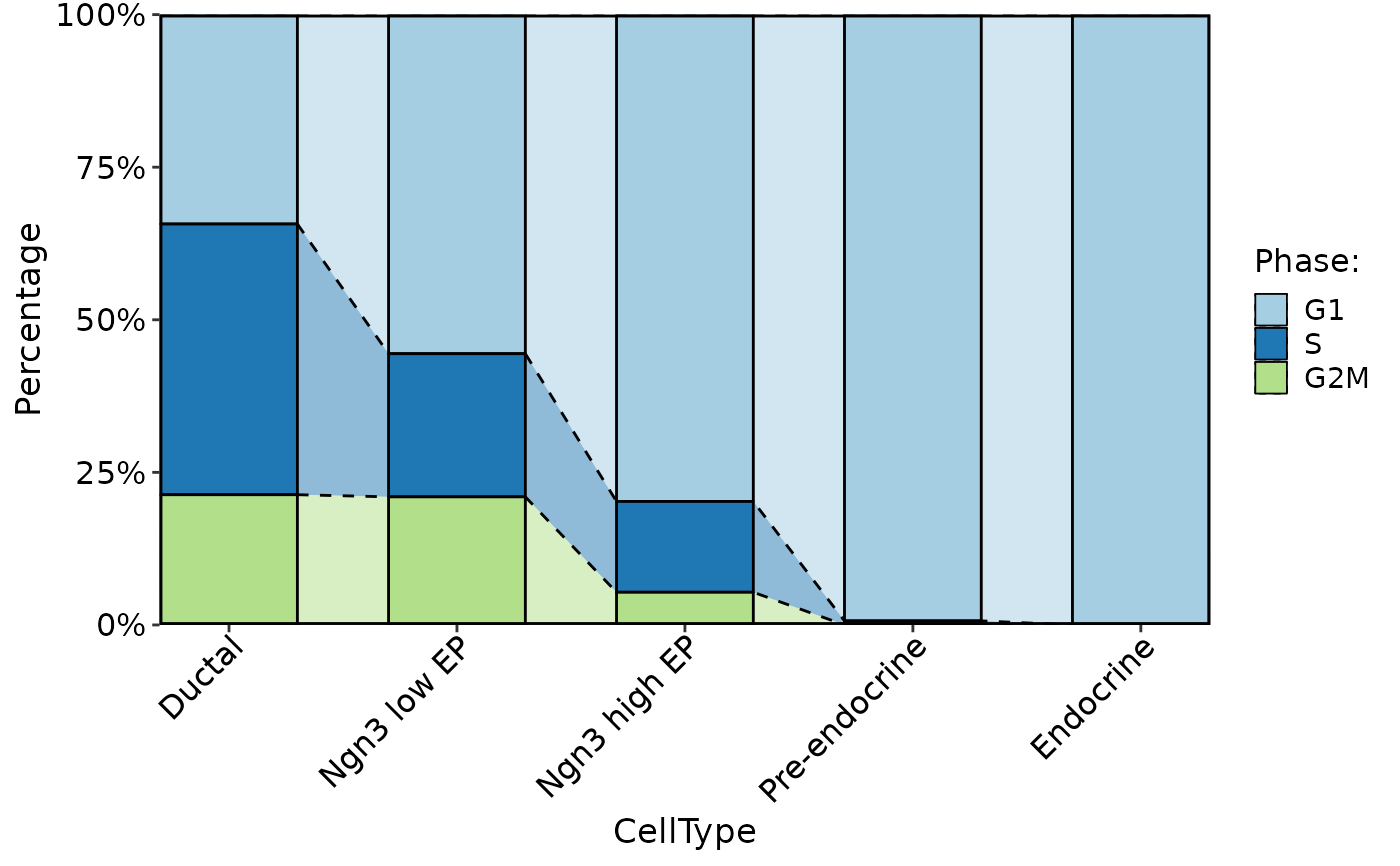 100%
75%
50%
25%
0%
Percentage
Ductal
Ngn3 low EP
Ngn3 high EP
Pre-endocrine
Endocrine
CellType
Phase:
G1
S
G2M